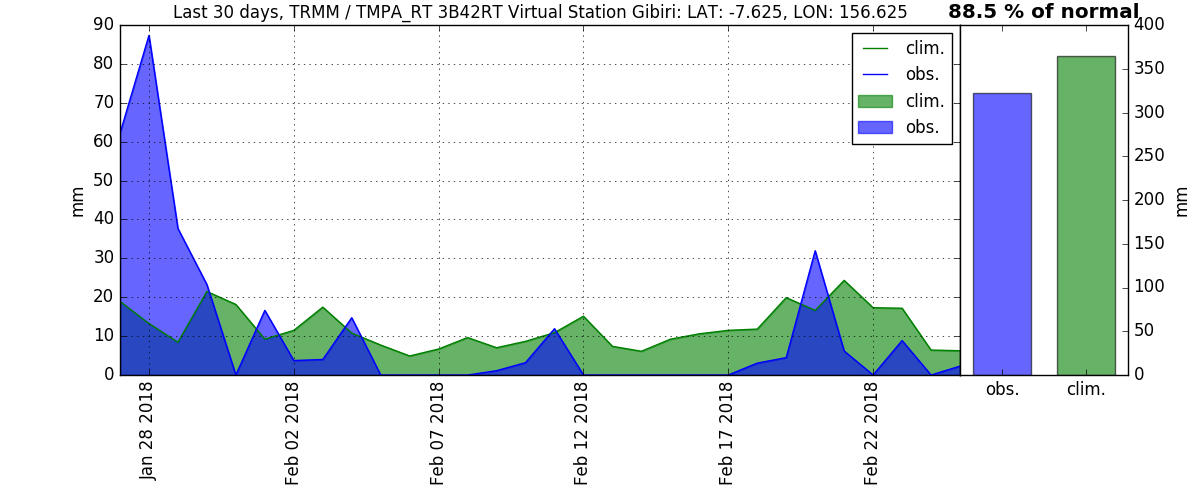 Last 30 days, TRMM / TMPA_RT 3B42RT Virtual Station Gibiri: LAT: -7.625, LON: 156.625
88.5 % of normal
90
80
70
60
50
40
30
20
10
0
mm
clim.
obs.
clim.
obs.
Jan 28 2018
Feb 02 2018
Feb 07 2018
Feb 12 2018
Feb 17 2018
Feb 22 2018
400
350
300
250
200
150
100
50
0
mm
obs.
clim.